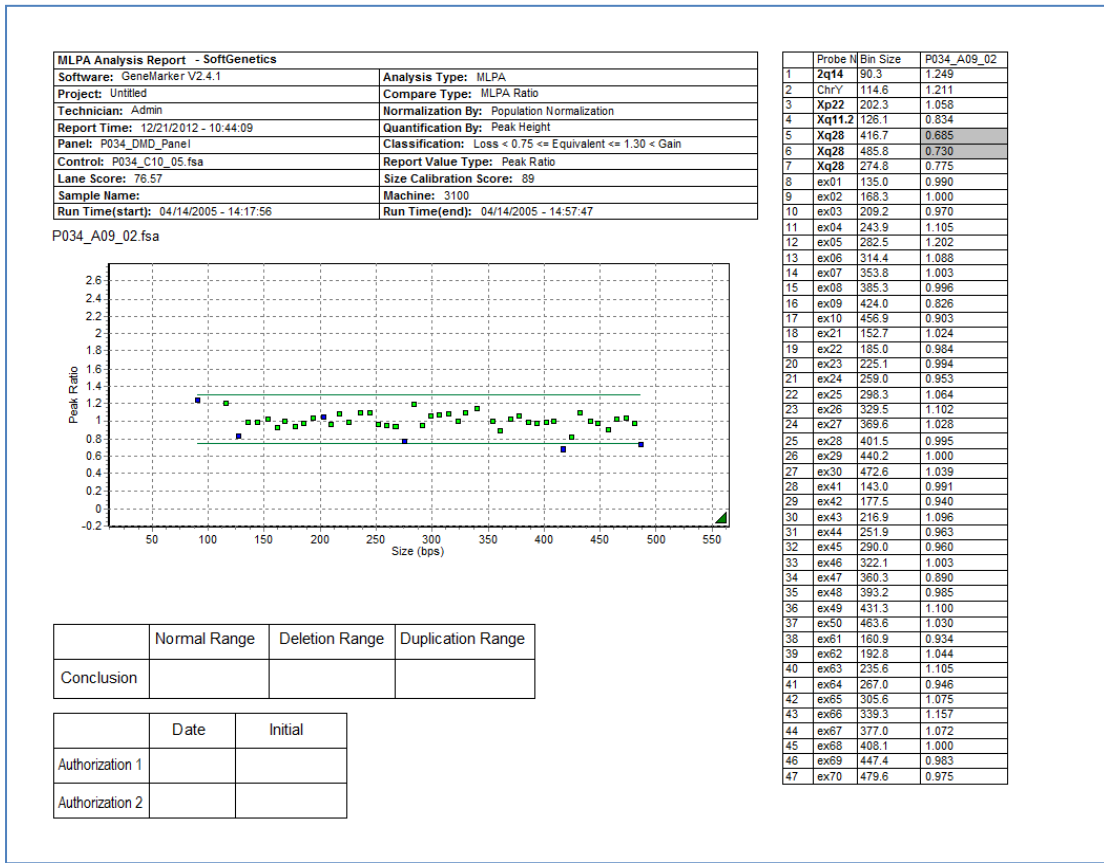 MLPA Analysis Report - SoftGenetics
Software: GeneMarker V2.4.1 Analysis Type: MLPA
Project: Untitled Compare Type: MLPA Ratio
Technician: Admin Normalization By: Population Normalization
Report Time: 12/21/2012 - 10:44:09 Quantification By: Peak Height
Panel: P034_DMD_Panel Classification: Loss < 0.75 <= Equivalent <= 1.30 < Gain
Control: P034_C10_05.fsa Report Value Type: Peak Ratio
Lane Score: 76.57 Size Calibration Score: 89
Sample Name: Machine: 3100
Run Time(start): 04/14/2005 - 14:17:56 Run Time(end): 04/14/2005 - 14:57:47
P034_A09_02.fsa
2.6
2.4
2.2
2
1.8
1.6
1.4
1.2
1
0.8
0.6
0.4
0.2
0
-0.2
Peak Ratio
50 100 150 200 250 300 350 400 450 500 550
Size (bps)
Normal Range Deletion Range Duplication Range
Conclusion
Date Initial
Authorization 1
Authorization 2
Probe N Bin Size P034_A09_02
1 2q14 90.3 1.249
2 ChrY 114.6 1.211
3 Xp22 202.3 1.058
4 Xq11.2 126.1 0.834
5 Xq28 416.7 0.685
6 Xq28 485.8 0.730
7 Xq28 274.8 0.775
8 ex01 135.0 0.990
9 ex02 168.3 1.000
10 ex03 209.2 0.970
11 ex04 243.9 1.105
12 ex05 282.5 1.202
13 ex06 314.4 1.088
14 ex07 353.8 1.003
15 ex08 385.3 0.996
16 ex09 424.0 0.826
17 ex10 456.9 0.903
18 ex21 152.7 1.024
19 ex22 185.0 0.984
20 ex23 225.1 0.994
21 ex24 259.0 0.953
22 ex25 298.3 1.064
23 ex26 329.5 1.102
24 ex27 369.6 1.028
25 ex28 401.5 0.995
26 ex29 440.2 1.000
27 ex30 472.6 1.039
28 ex41 143.0 0.991
29 ex42 177.5 0.940
30 ex43 216.9 1.096
31 ex44 251.9 0.963
32 ex45 290.0 0.960
33 ex46 322.1 1.003
34 ex47 360.3 0.890
35 ex48 393.2 0.985
36 ex49 431.3 1.100
37 ex50 463.6 1.030
38 ex61 160.9 0.934
39 ex62 192.8 1.044
40 ex63 235.6 1.105
41 ex64 267.0 0.946
42 ex65 305.6 1.075
43 ex66 339.3 1.157
44 ex67 377.0 1.072
45 ex68 408.1 1.000
46 ex69 447.4 0.983
47 ex70 479.6 0.975